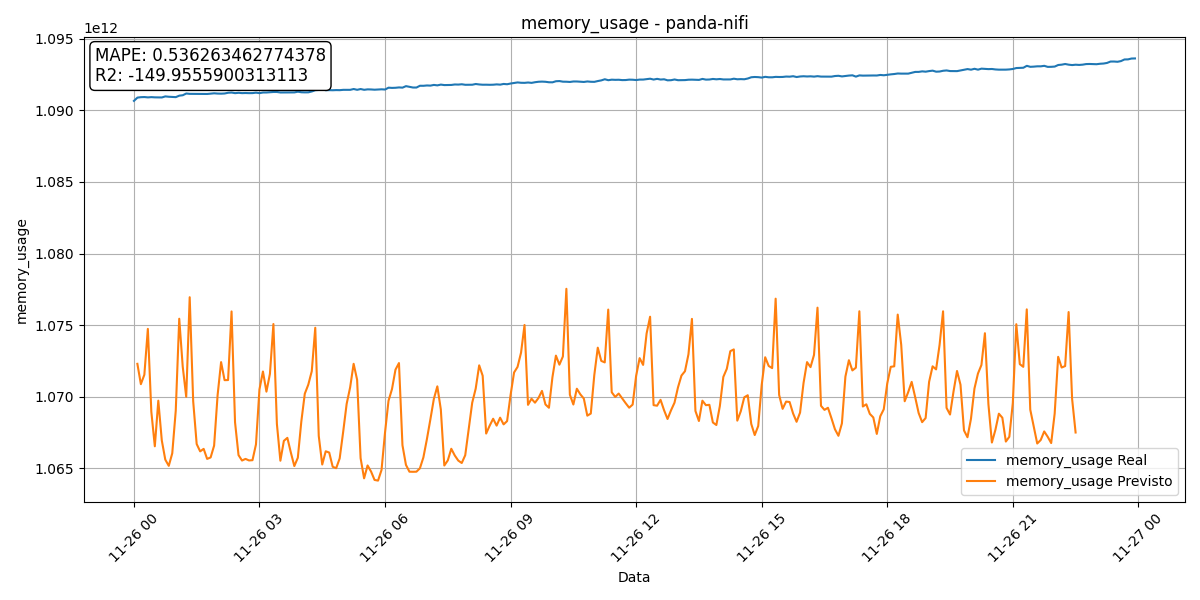 memory_usage - panda-nifi
1e12
MAPE: 0.536263462774378
R2: -149.9555900313113
1.095
1.090
1.085
1.080
1.075
1.070
1.065
memory_usage
memory_usage Real
memory_usage Previsto
11-26 00
11-26 03
11-26 06
11-26 09
11-26 12
11-26 15
11-26 18
11-26 21
11-27 00
Data